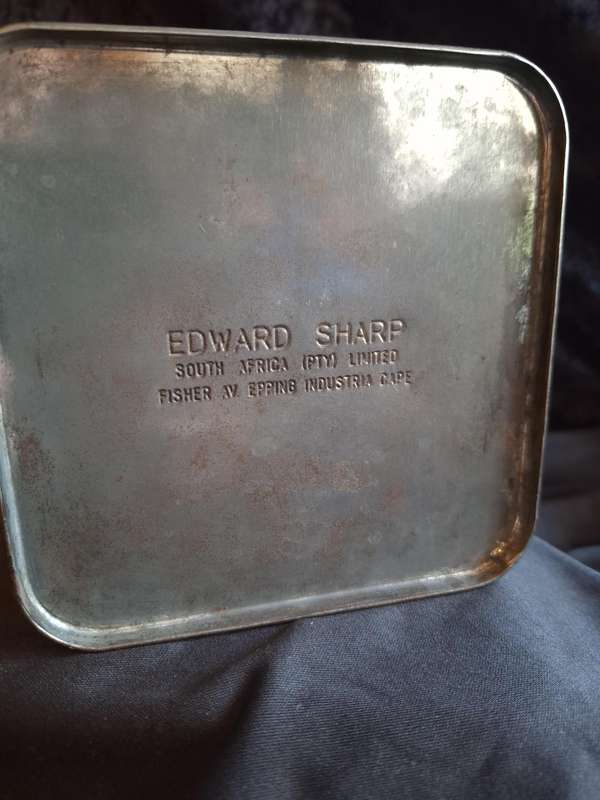 EDWARD SHARP
SOUTH AFRICA (PTY) LIMITED
FISHER AV. EPPING INDUSTRIA CAPE